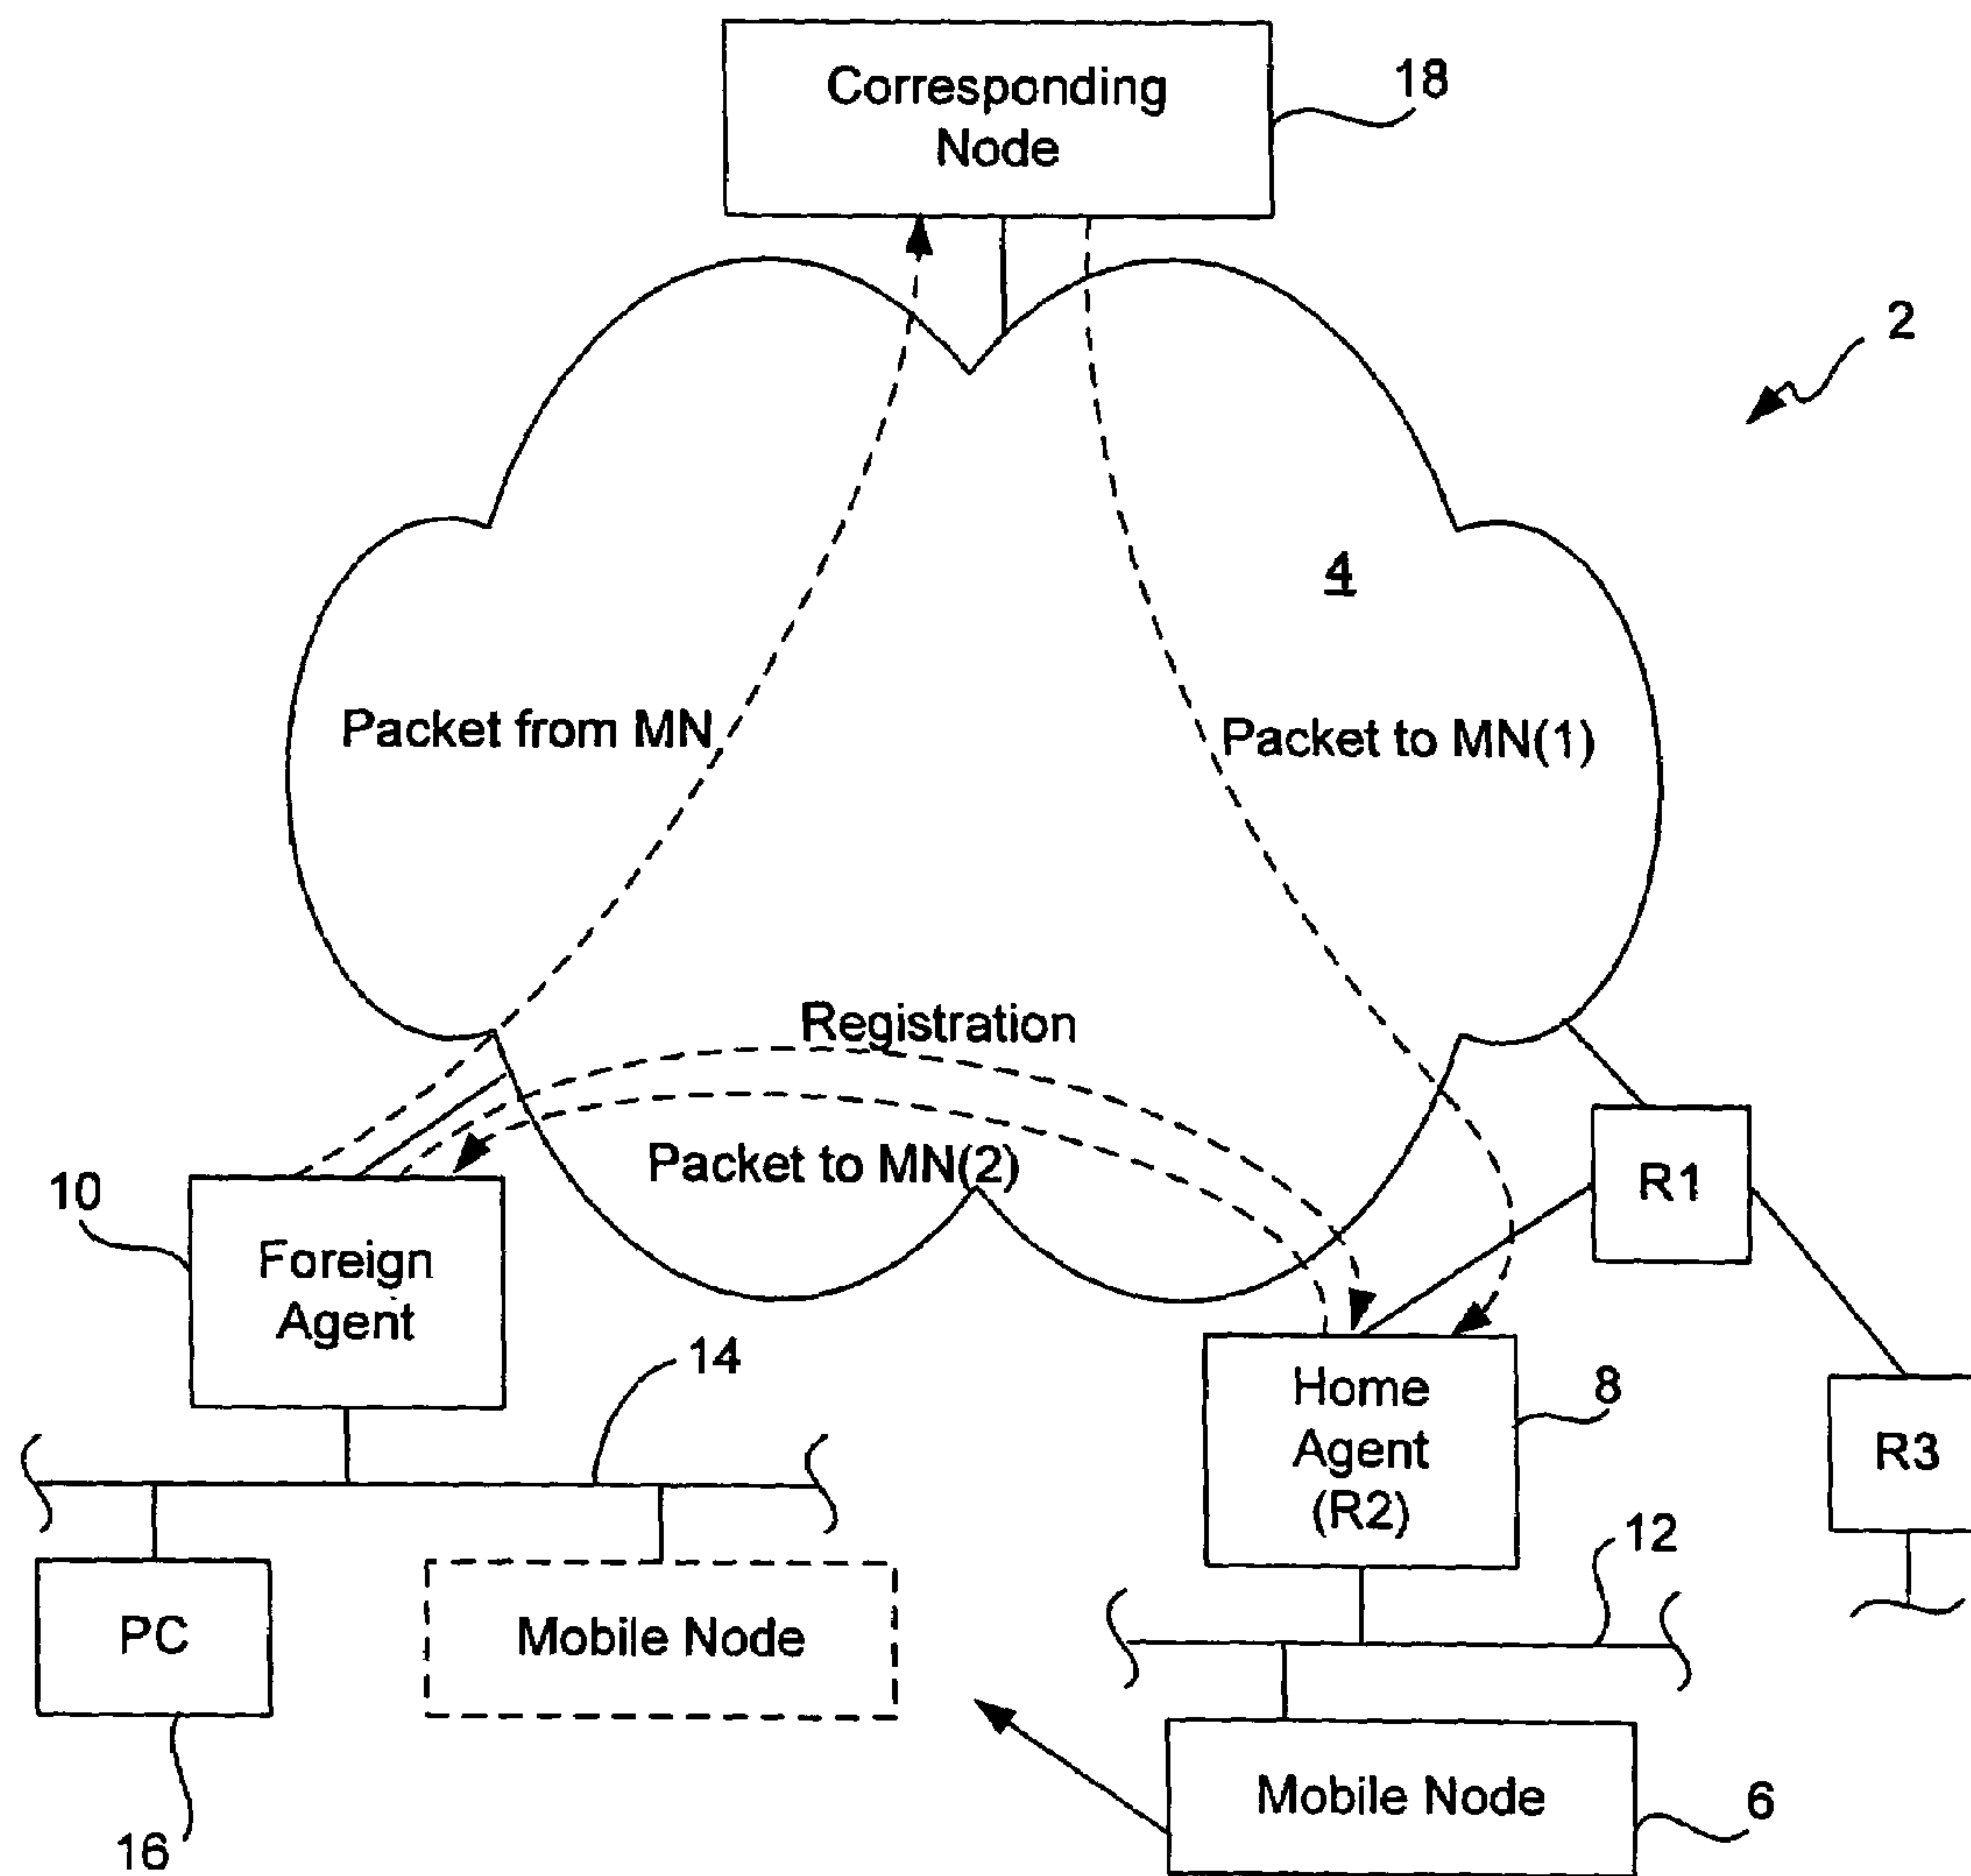 Corresponding
Node
18
2
4
Packet from MN
Packet to MN(1)
Registration
Packet to MN(2)
R1
10
Foreign
Agent
14
Home
Agent
(R2)
8
R3
12
PC
Mobile Node
Mobile Node
6
16